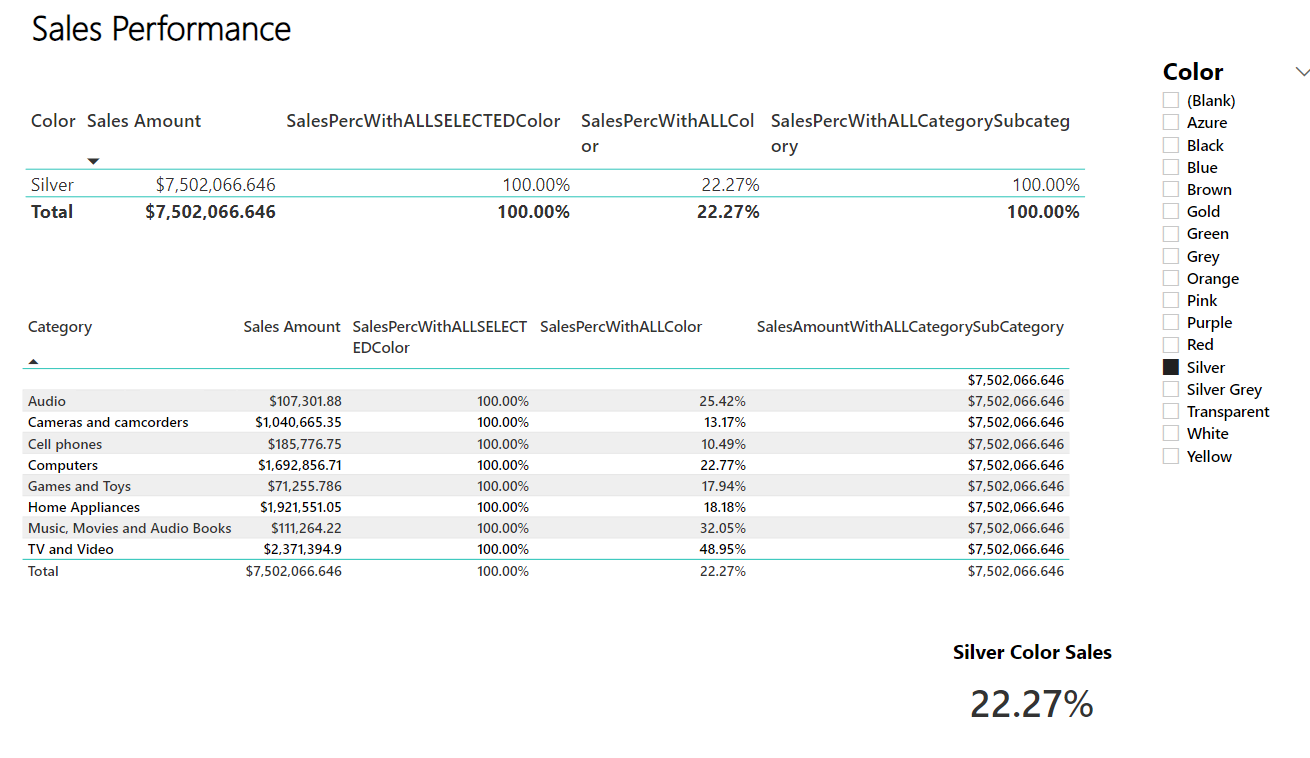 Sales Performance
Color Sales Amount SalesPercWithALLSELECTEDColor SalesPercWithALLCol SalesPercWithALLCategorySubcateg
or ory
Silver $7,502,066.646 100.00% 22.27% 100.00%
Total $7,502,066.646 100.00% 22.27% 100.00%
Category Sales Amount SalesPercWithALLSELECT SalesPercWithALLColor SalesAmountWithALLCategorySubCategory
EDColor
$7,502,066.646
Audio $107,301.88 100.00% 25.42% $7,502,066.646
Cameras and camcorders $1,040,665.35 100.00% 13.17% $7,502,066.646
Cell phones $185,776.75 100.00% 10.49% $7,502,066.646
Computers $1,692,856.71 100.00% 22.77% $7,502,066.646
Games and Toys $71,255.786 100.00% 17.94% $7,502,066.646
Home Appliances $1,921,551.05 100.00% 18.18% $7,502,066.646
Music, Movies and Audio Books $111,264.22 100.00% 32.05% $7,502,066.646
TV and Video $2,371,394.9 100.00% 48.95% $7,502,066.646
Total $7,502,066.646 100.00% 22.27% $7,502,066.646
Color
(Blank)
Azure
Black
Blue
Brown
Gold
Green
Grey
Orange
Pink
Purple
Red
Silver
Silver Grey
Transparent
White
Yellow
Silver Color Sales
22.27%